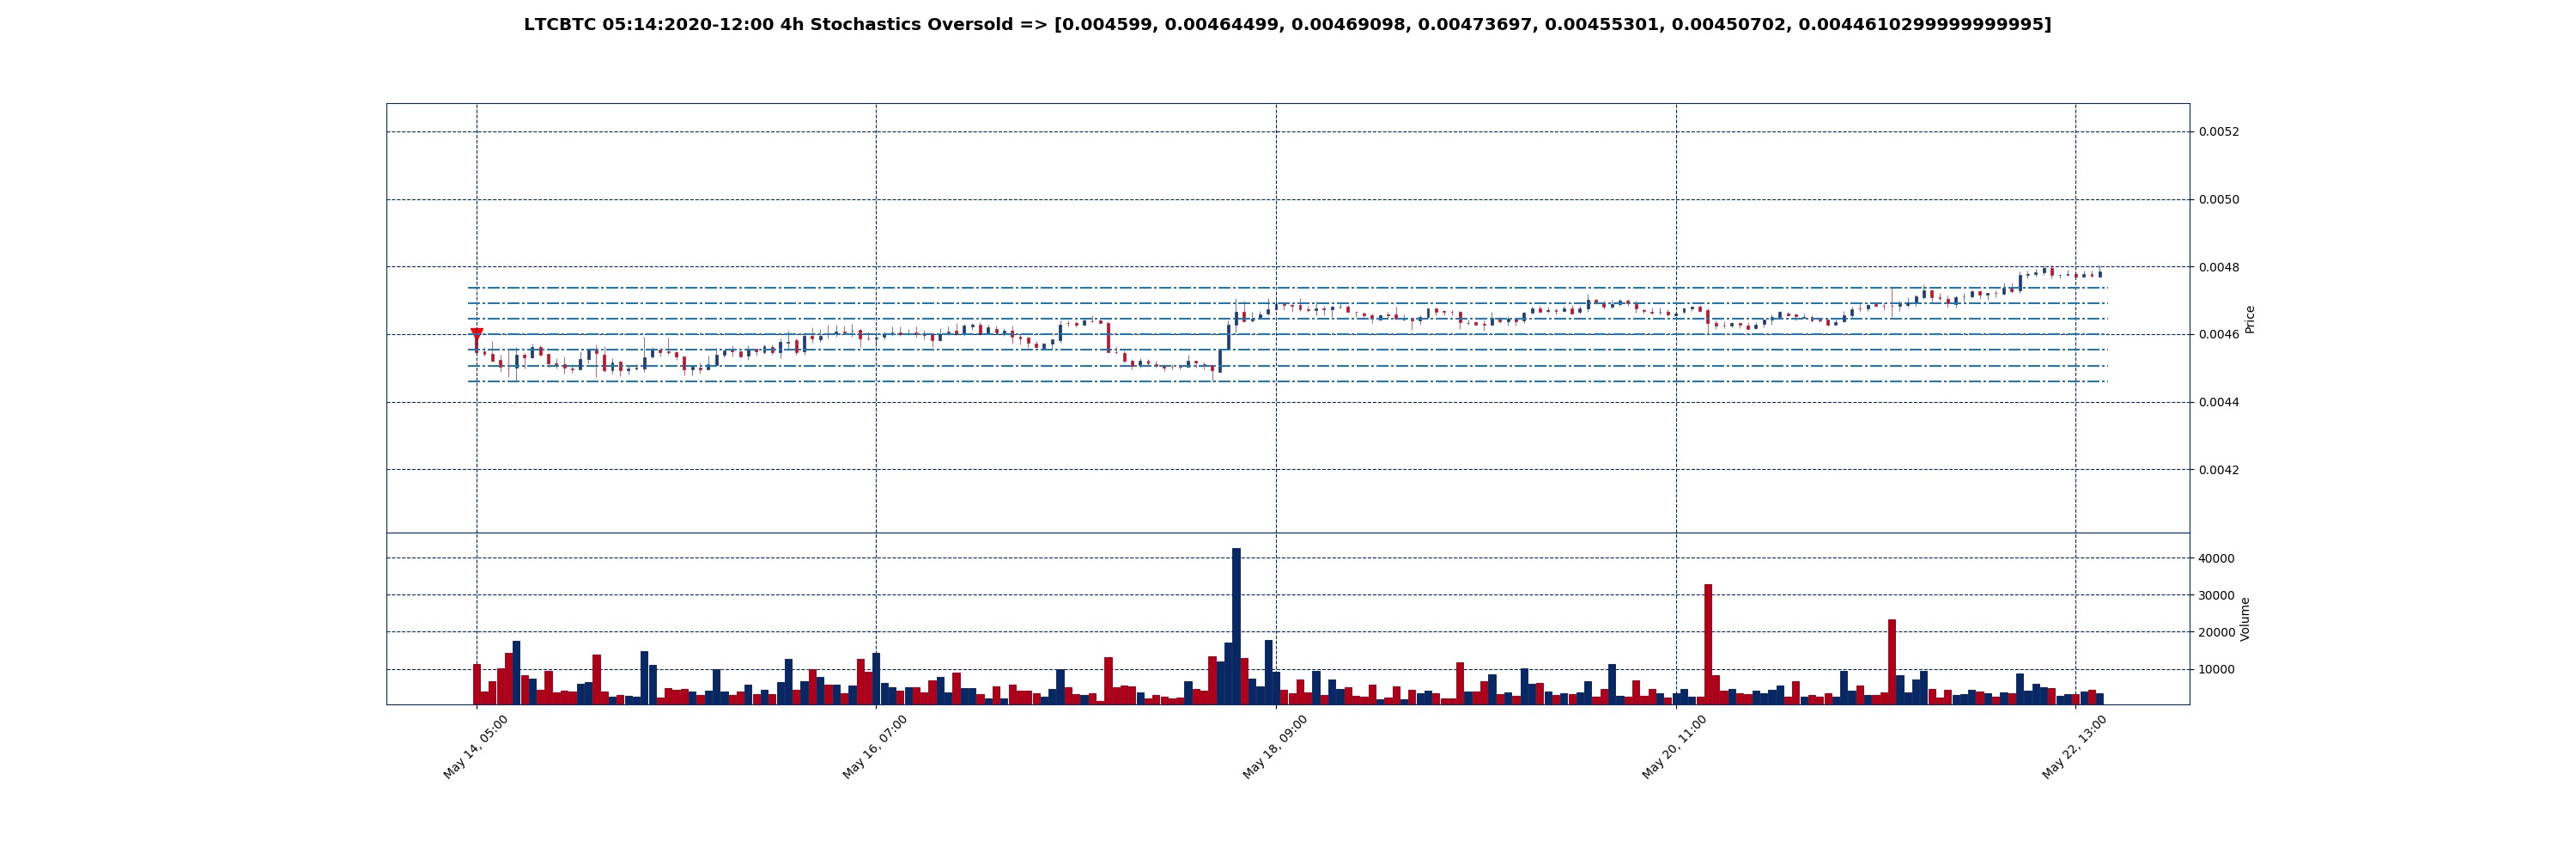 LTCBTC 05:14:2020-12:00 4h Stochastics Oversold => [0.004599, 0.00464499, 0.00469098, 0.00473697, 0.00455301, 0.00450702, 0.0044610299999999995]
0.0052
0.0050
0.0048
0.0046
0.0044
0.0042
Price
40000
30000
20000
10000
Volume
May 14, 05:00
May 16, 07:00
May 18, 09:00
May 20, 11:00
May 22, 13:00